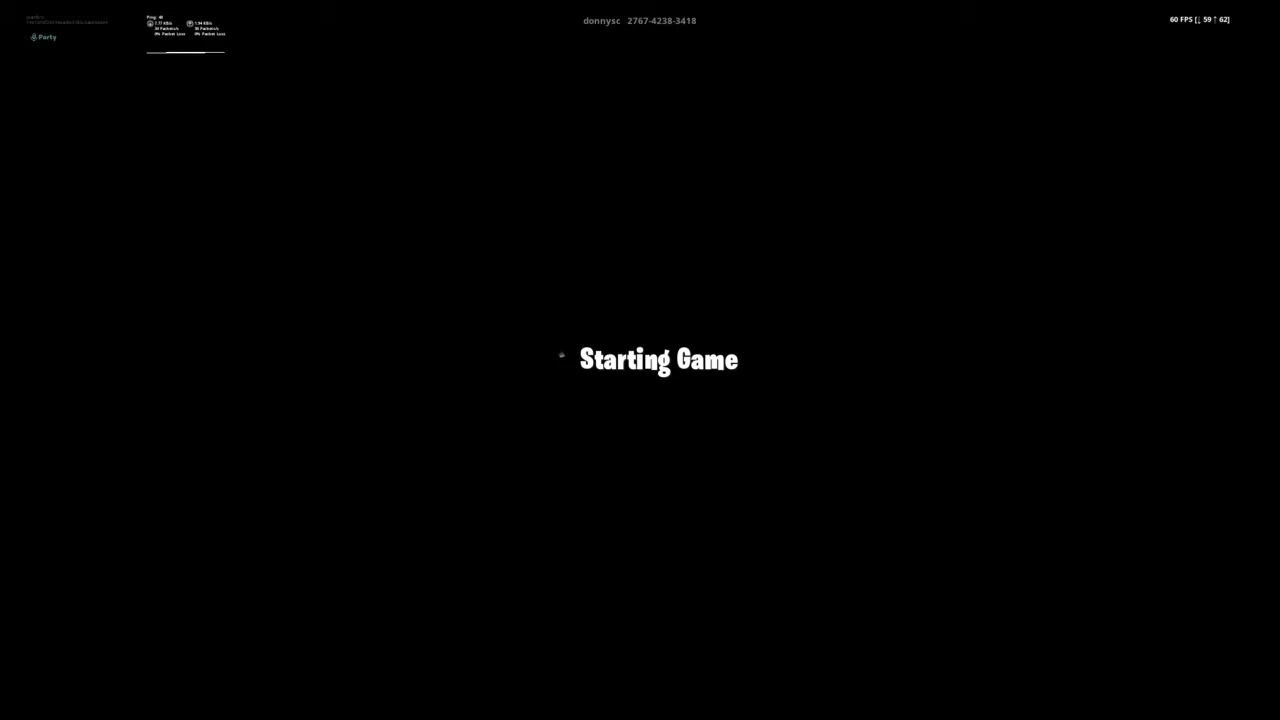 Party
Ping: 48
7.77 KB/s 1.94 KB/s
30 Packets/s 30 Packets/s
0% Packet Loss 0% Packet Loss
donnysc 2767-4238-3418
60 FPS [↓ 59 ↑ 62]
Starting Game